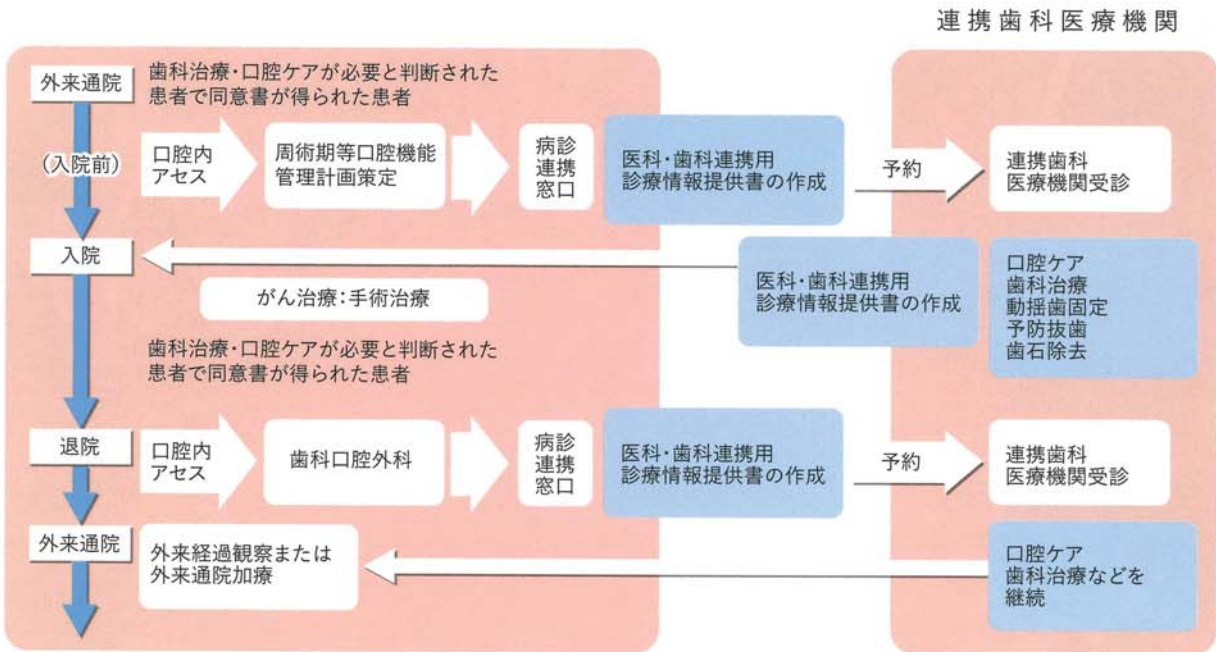 連携歯科医療機関
外来通院
歯科治療・口腔ケアが必要と判断された
患者で同意書が得られた患者
(入院前)
口腔内
アセス
周術期等口腔機能
管理計画策定
病診
連携
窓口
医科・歯科連携用
診療情報提供書の作成
予約
連携歯科
医療機関受診
入院
医科・歯科連携用
診療情報提供書の作成
口腔ケア
歯科治療
動揺歯固定
予防抜歯
歯石除去
がん治療:手術治療
歯科治療・口腔ケアが必要と判断された
患者で同意書が得られた患者
退院
口腔内
アセス
歯科口腔外科
病診
連携
窓口
医科・歯科連携用
診療情報提供書の作成
予約
連携歯科
医療機関受診
外来通院
外来経過観察または
外来通院加療
口腔ケア
歯科治療などを
継続